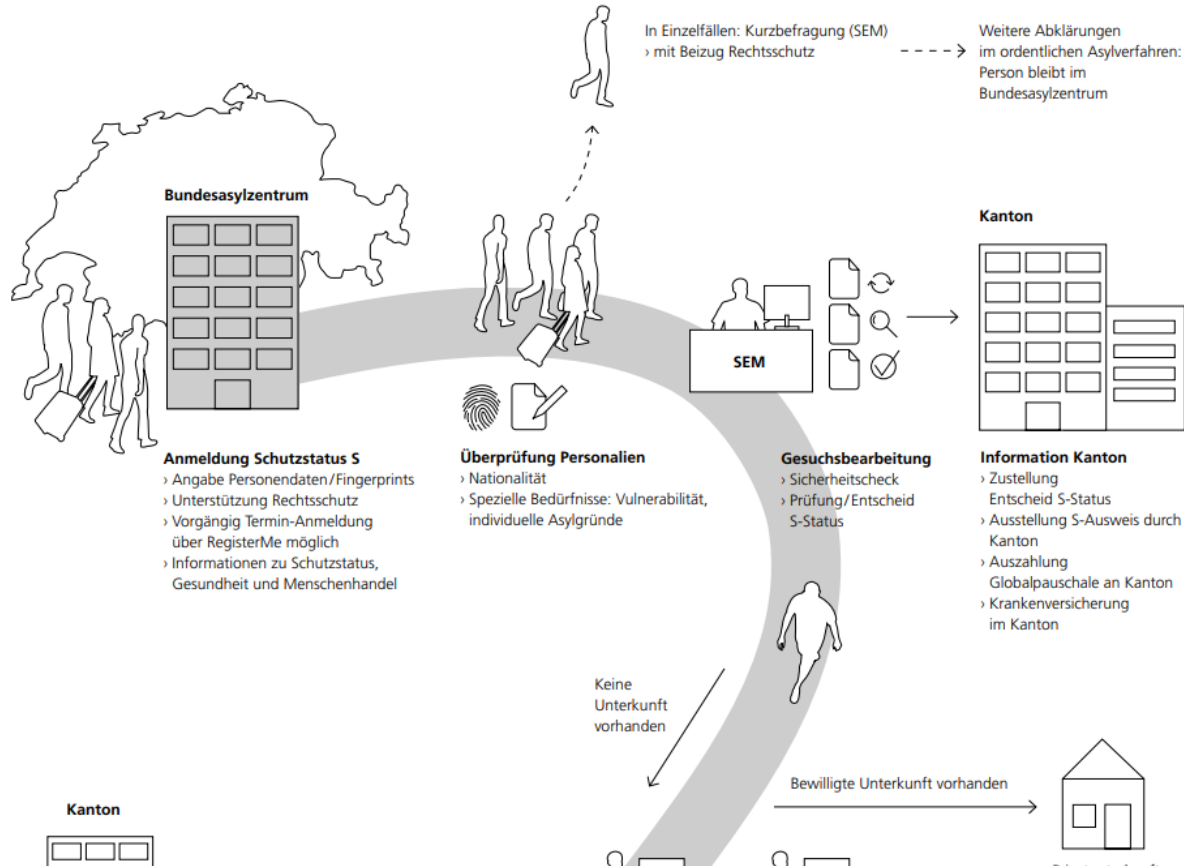 In Einzelfällen: Kurzbefragung (SEM)
› mit Beizug Rechtsschutz
Weitere Abklärungen
im ordentlichen Asylverfahren:
Person bleibt im
Bundesasylzentrum
Bundesasylzentrum
Kanton
SEM
Anmeldung Schutzstatus S
› Angabe Personendaten/Fingerprints
› Unterstützung Rechtsschutz
› Vorgängig Termin-Anmeldung
über RegisterMe möglich
› Informationen zu Schutzstatus,
Gesundheit und Menschenhandel
Überprüfung Personalien
› Nationalität
› Spezielle Bedürfnisse: Vulnerabilität,
individuelle Asylgründe
Gesuchsbearbeitung
› Sicherheitscheck
› Prüfung/Entscheid
S-Status
Information Kanton
› Zustellung
Entscheid S-Status
› Ausstellung S-Ausweis durch
Kanton
› Auszahlung
Globalpauschale an Kanton
› Krankenversicherung
im Kanton
Keine
Unterkunft
vorhanden
Bewilligte Unterkunft vorhanden
Kanton